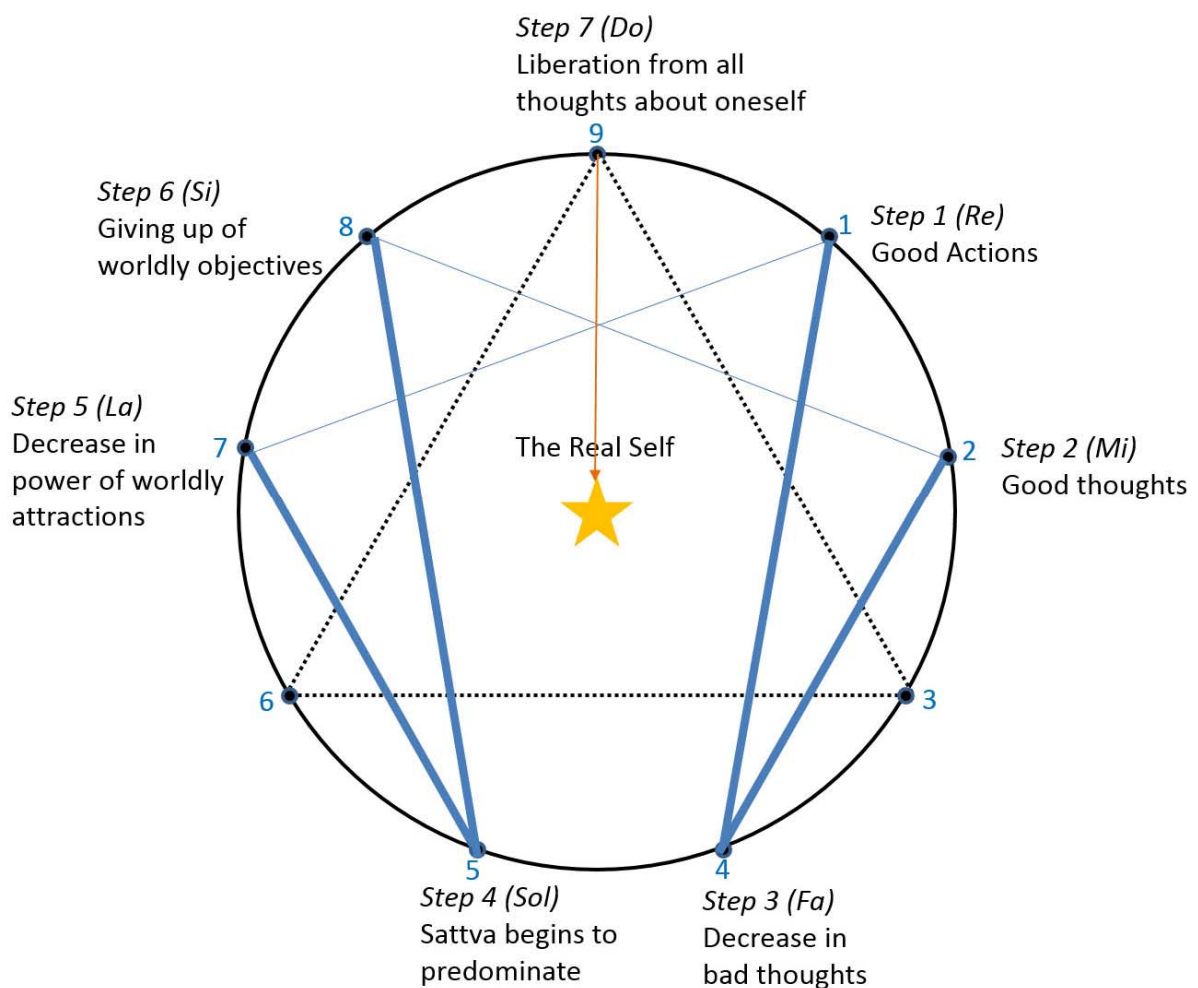 Step 7 (Do)
Liberation from all
thoughts about oneself
9
Step 6 (Si)
Giving up of
worldly objectives
8
1
Step 1 (Re)
Good Actions
Step 5 (La)
Decrease in
power of worldly
attractions
7
The Real Self
2
Step 2 (Mi)
Good thoughts
6
3
5
Step 4 (Sol)
Sattva begins to
predominate
4
Step 3 (Fa)
Decrease in
bad thoughts